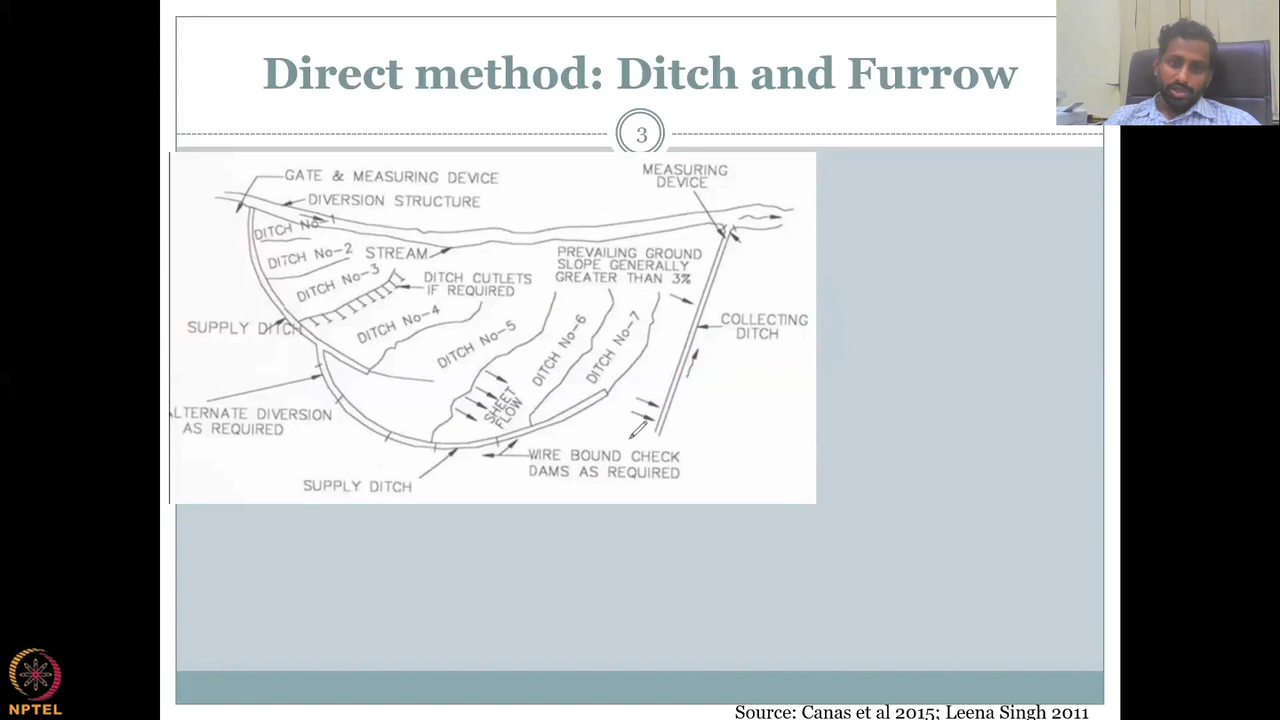 Direct method: Ditch and Furrow
3
GATE & MEASURING DEVICE
DIVERSION STRUCTURE
MEASURING
DEVICE
DITCH No-1
DITCH No-2
STREAM
DITCH No-3
DITCH CUTLETS
IF REQUIRED
PREVAILING GROUND
SLOPE GENERALLY
GREATER THAN 3%
SUPPLY DITCH
DITCH No-4
DITCH No-5
DITCH No-6
DITCH No-7
COLLECTING
DITCH
SHEET
FLOW
ALTERNATE DIVERSION
AS REQUIRED
WIRE BOUND CHECK
DAMS AS REQUIRED
SUPPLY DITCH
NPTEL
Source: Canas et al 2015; Leena Singh 2011